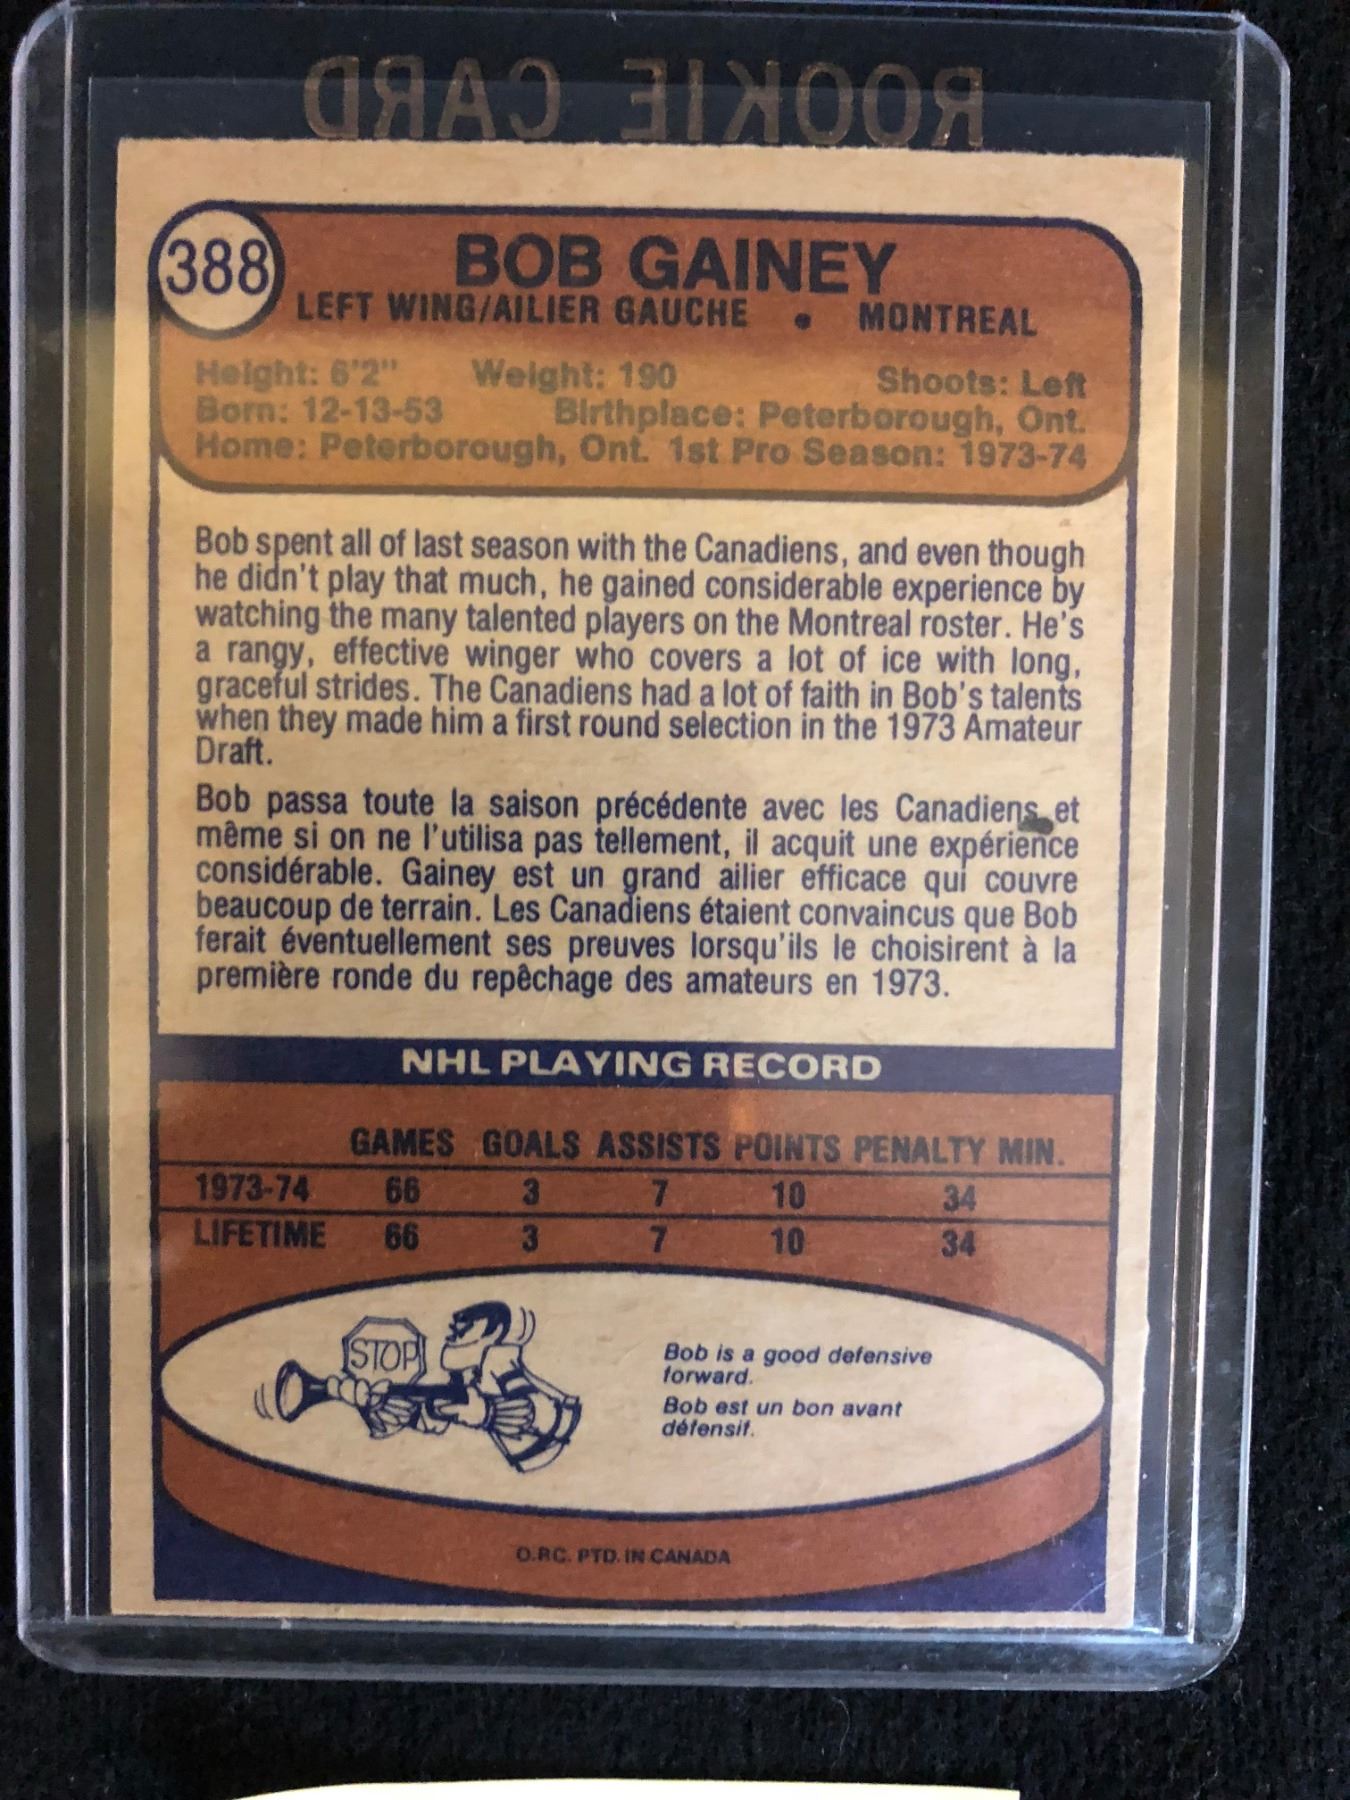 ROOKIE CARD
388
BOB GAINEY
LEFT WING/AILIER GAUCHE • MONTREAL
Height: 6'2" Weight: 190 Shoots: Left
Born: 12-13-53 Birthplace: Peterborough, Ont.
Home: Peterborough, Ont. 1st Pro Season: 1973-74
Bob spent all of last season with the Canadiens, and even though
he didn't play that much, he gained considerable experience by
watching the many talented players on the Montreal roster. He's
a rangy, effective winger who covers a lot of ice with long,
graceful strides. The Canadiens had a lot of faith in Bob's talents
when they made him a first round selection in the 1973 Amateur
Draft.
Bob passa toute la saison précédente avec les Canadiens et
même si on ne l'utilisa pas tellement, il acquit une expérience
considérable. Gainey est un grand ailier efficace qui couvre
beaucoup de terrain. Les Canadiens étaient convaincus que Bob
ferait éventuellement ses preuves lorsqu'ils le choisirent à la
première ronde du repêchage des amateurs en 1973.
NHL PLAYING RECORD
GAMES GOALS ASSISTS POINTS PENALTY MIN.
1973-74 66 3 7 10 34
LIFETIME 66 3 7 10 34
STOP
Bob is a good defensive
forward.
Bob est un bon avant
défensif.
O.P.C. PTD. IN CANADA